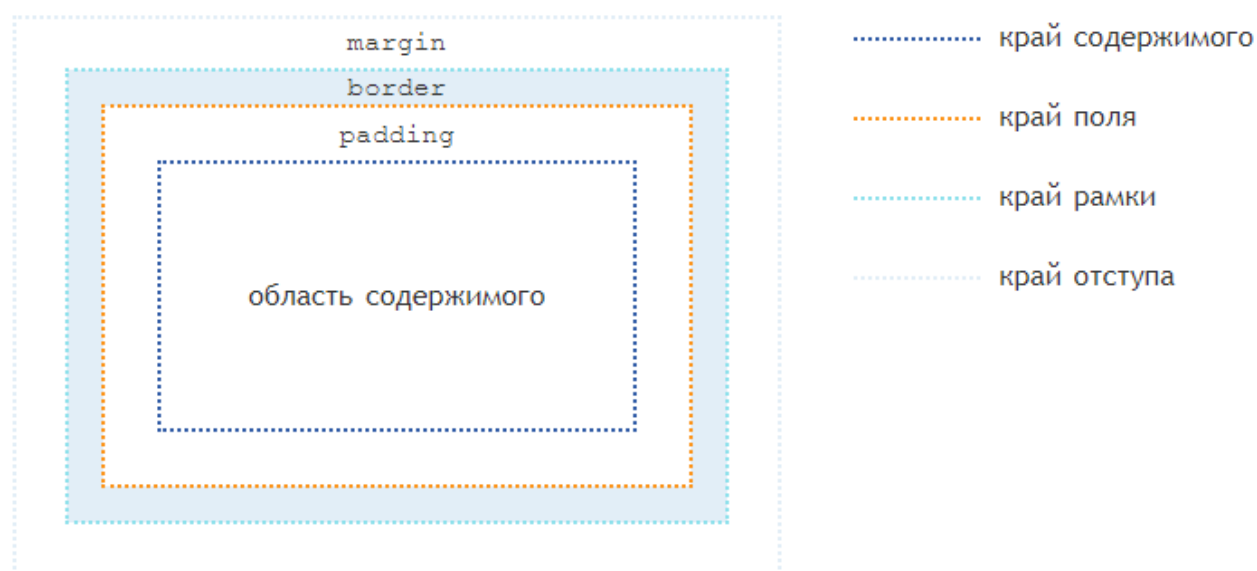 margin
border
padding
область содержимого
край содержимого
край поля
край рамки
край отступа